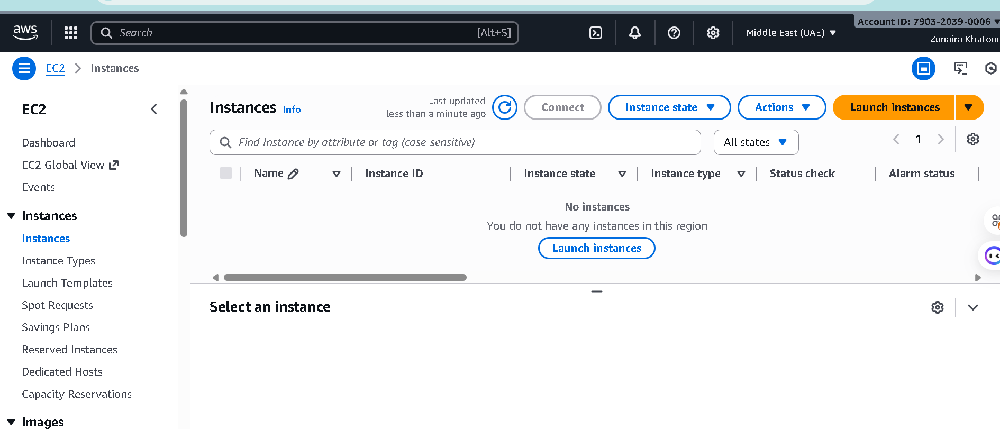 aws
Search
[Alt+S]
Middle East (UAE)
Account ID: 7903-2039-0006
Zunaira Khatoon
EC2
Instances
EC2
Dashboard
EC2 Global View
Events
Instances
Instances
Instance Types
Launch Templates
Spot Requests
Savings Plans
Reserved Instances
Dedicated Hosts
Capacity Reservations
Images
Instances Info
Last updated
less than a minute ago
Connect
Instance state
Actions
Launch instances
Find Instance by attribute or tag (case-sensitive)
All states
1
Name
Instance ID
Instance state
Instance type
Status check
Alarm status
No instances
You do not have any instances in this region
Launch instances
Select an instance